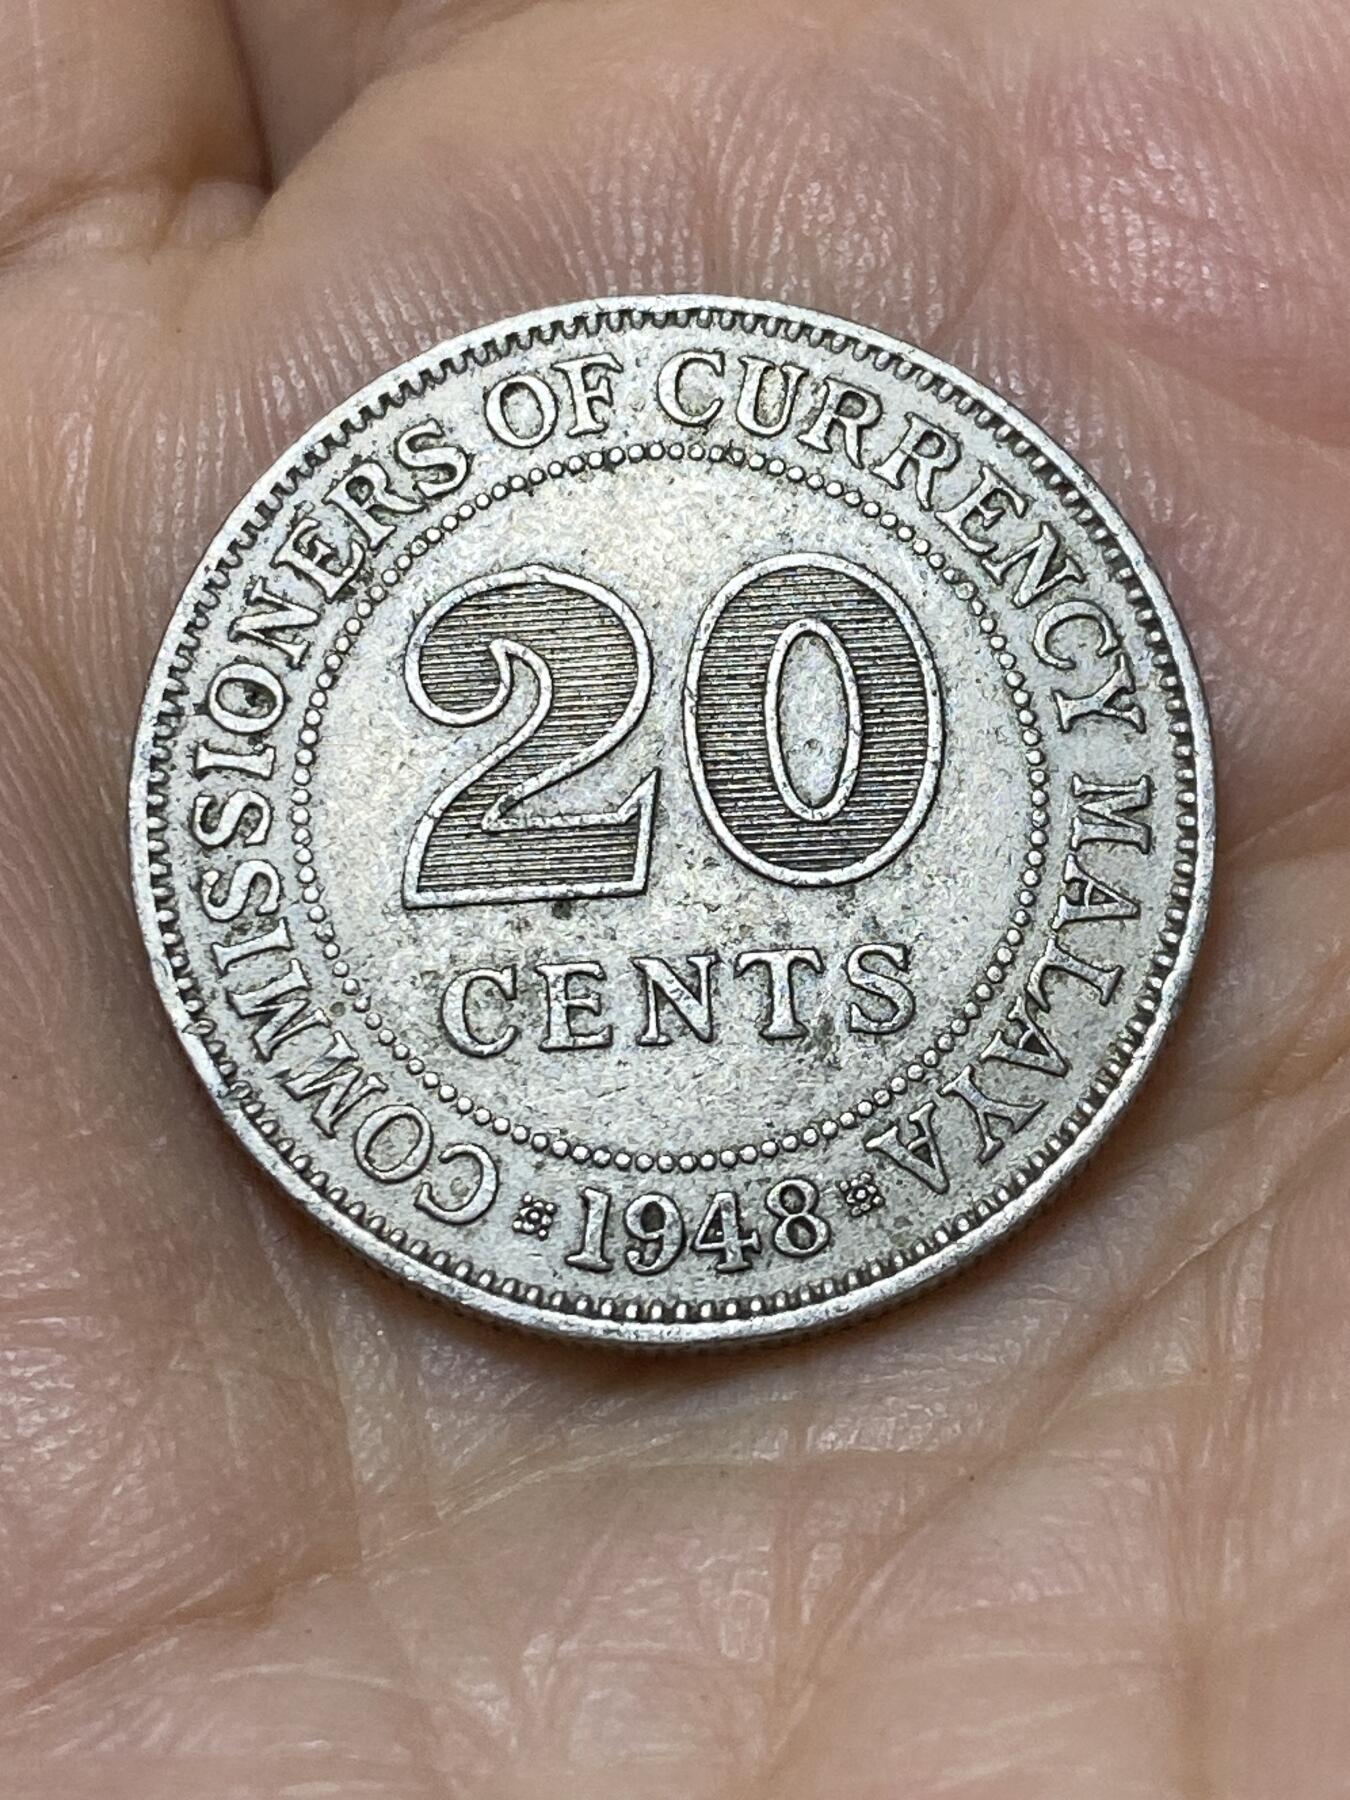 COMMISSIONERS OF CURRENCY MALAYA
20
CENTS
1948